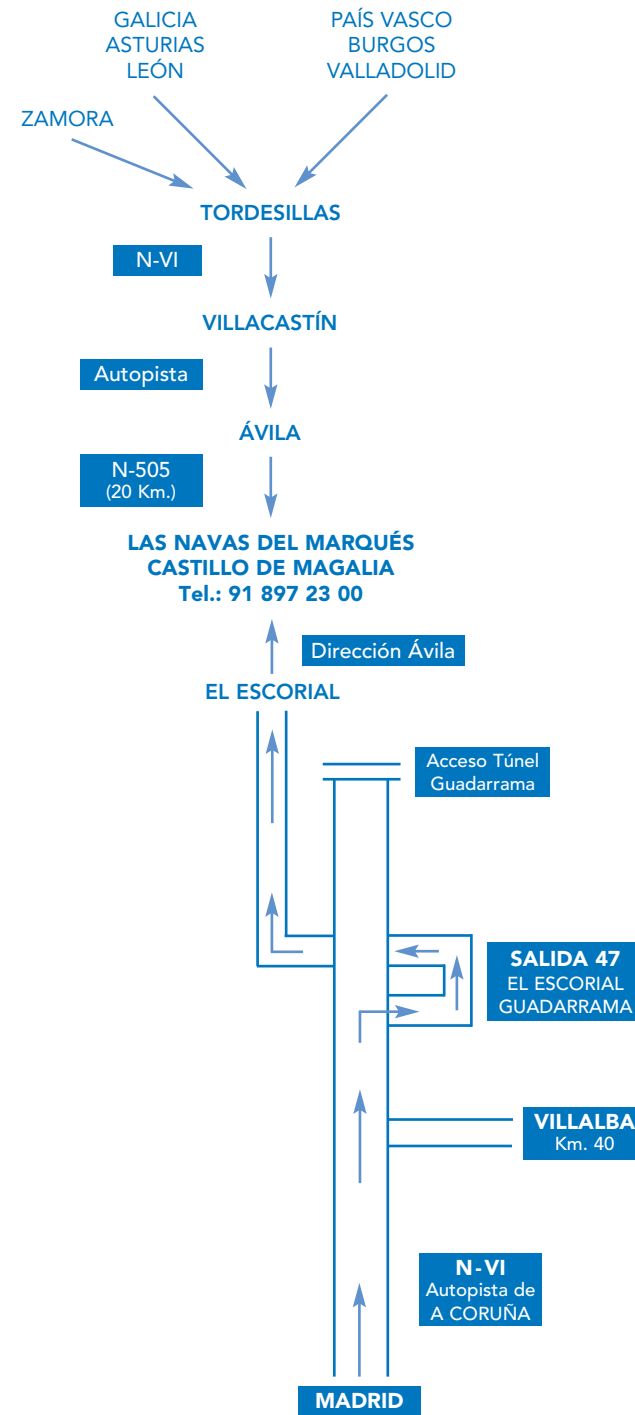 GALICIA
ASTURIAS
LEÓN
PAÍS VASCO
BURGOS
VALLADOLID
ZAMORA
TORDESILLAS
N-VI
VILLACASTÍN
Autopista
ÁVILA
N-505
(20 Km.)
LAS NAVAS DEL MARQUÉS
CASTILLO DE MAGALIA
Tel.: 91 897 23 00
Dirección Ávila
EL ESCORIAL
Acceso Túnel
Guadarrama
SALIDA 47
EL ESCORIAL
GUADARRAMA
VILLALBA
Km. 40
N-VI
Autopista de
A CORUÑA
MADRID